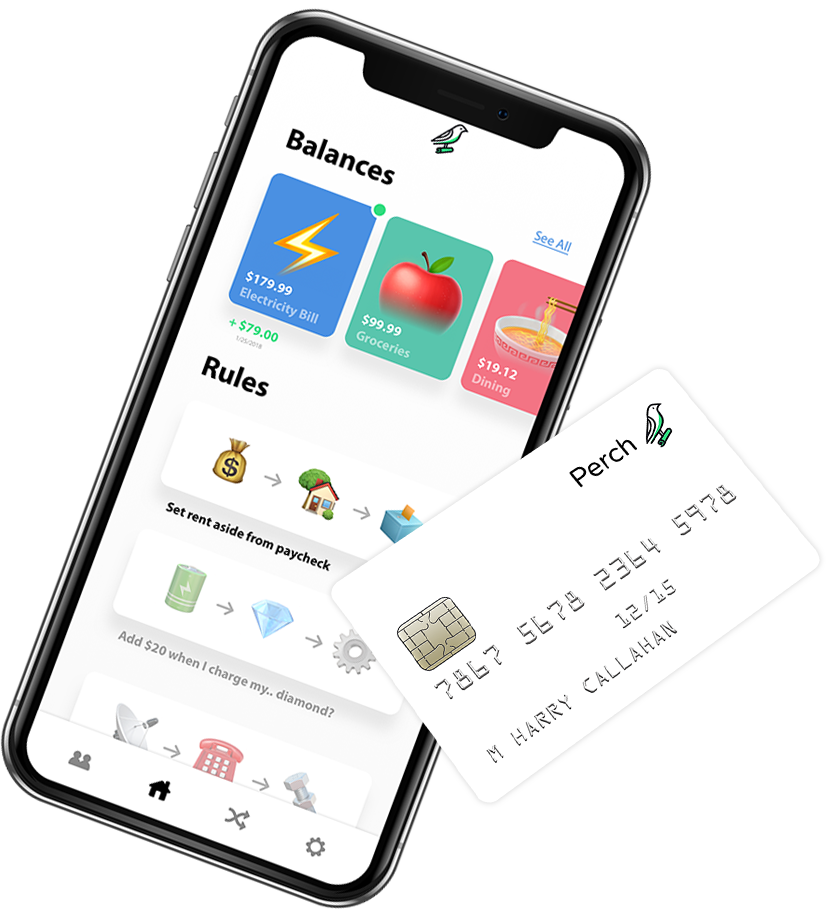 Balances
See All
$179.99
Electricity Bill
$99.99
Groceries
$19.12
Dining
+ $79.00
1/25/2018
Rules
$
Set rent aside from paycheck
Add $20 when I charge my.. diamond?
Perch
7867 5678 2364 5978
12/15
M HARRY CALLAHAN